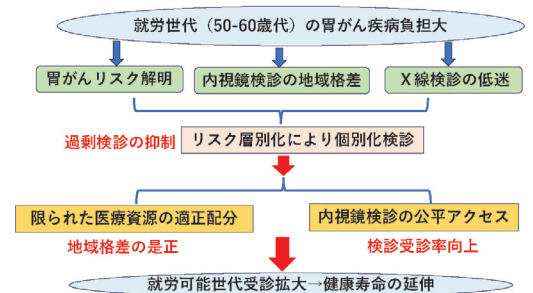 就労世代（50-60歳代）の胃がん疾病負担大
胃がんリスク解明
内視鏡検診の地域格差
X線検診の低迷
過剰検診の抑制
リスク層別化により個別化検診
限られた医療資源の適正配分
内視鏡検診の公平アクセス
地域格差の是正
検診受診率向上
就労可能世代受診拡大→健康寿命の延伸